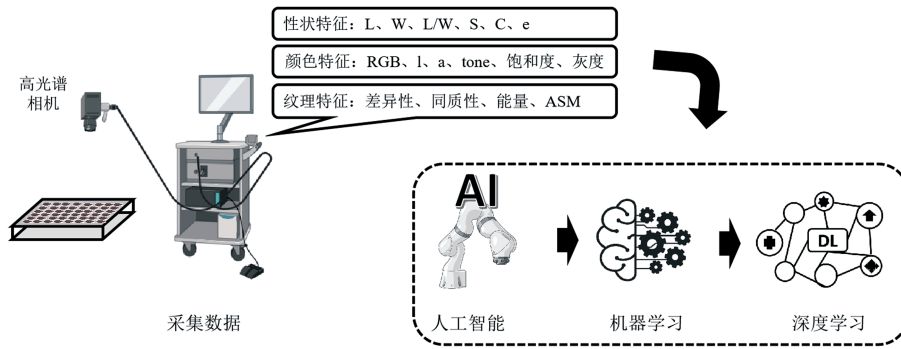 性状特征：L、W、L/W、S、C、e
颜色特征：RGB、l、a、tone、饱和度、灰度
纹理特征：差异性、同质性、能量、ASM
高光谱
相机
AI
DL
采集数据
人工智能
机器学习
深度学习